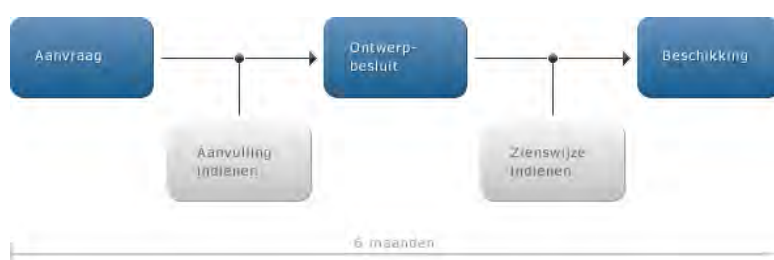 Aanvraag
Ontwerp-
besluit
Beschikking
Aanvulling
indienen
Zienswijze
indienen
6 maanden